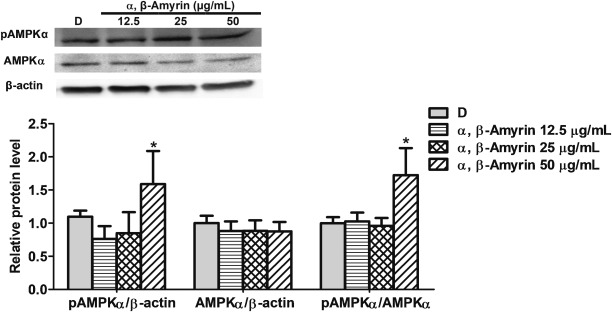 α, β-Amyrin (μg/mL)
D 12.5 25 50
pAMPKα
AMPKα
β-actin
D
α, β-Amyrin 12.5 μg/mL
α, β-Amyrin 25 μg/mL
α, β-Amyrin 50 μg/mL
Relative protein level
2.5
2.0
1.5
1.0
0.5
0.0
*
*
pAMPKα/β-actin AMPKα/β-actin pAMPKα/AMPKα